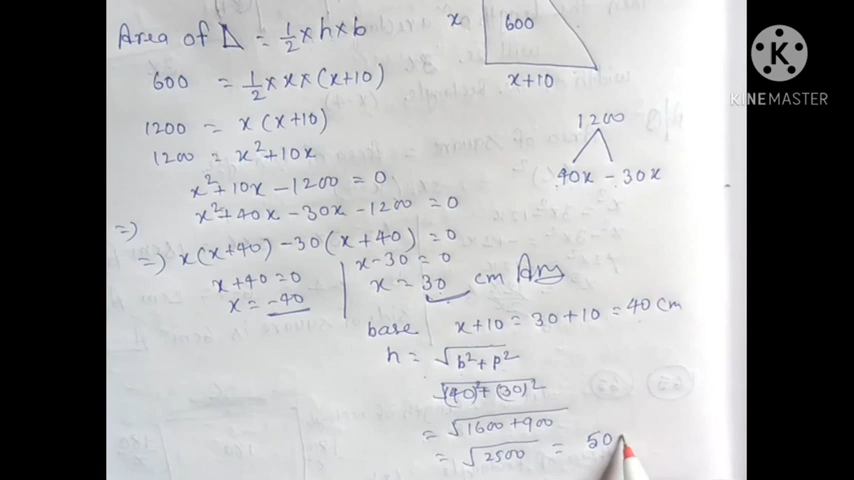 Area of Δ = 1/2 x h x b
x
600
x+10
600 = 1/2 x x x (x+10)
1200 = x (x+10)
1200 = x²+10x
x²+10x - 1200 = 0
1200
40x - 30x
=> x²+40x - 30x - 1200 = 0
=> x(x+40) - 30(x+40) = 0
x+40 = 0
x = -40
x - 30 = 0
x = 30 cm Ans
base x+10 = 30+10 = 40 cm
h = √b²+p²
√(40)²+(30)²
= √1600+900
= √2500 = 50
KINEMASTER